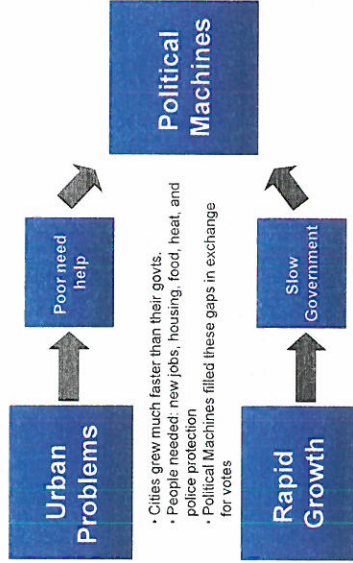 Urban
Problems
Poor need
help
Political
Machines
• Cities grew much faster than their govts.
• People needed: new jobs, housing, food, heat, and
police protection
• Political Machines filled these gaps in exchange
for votes
Rapid
Growth
Slow
Government